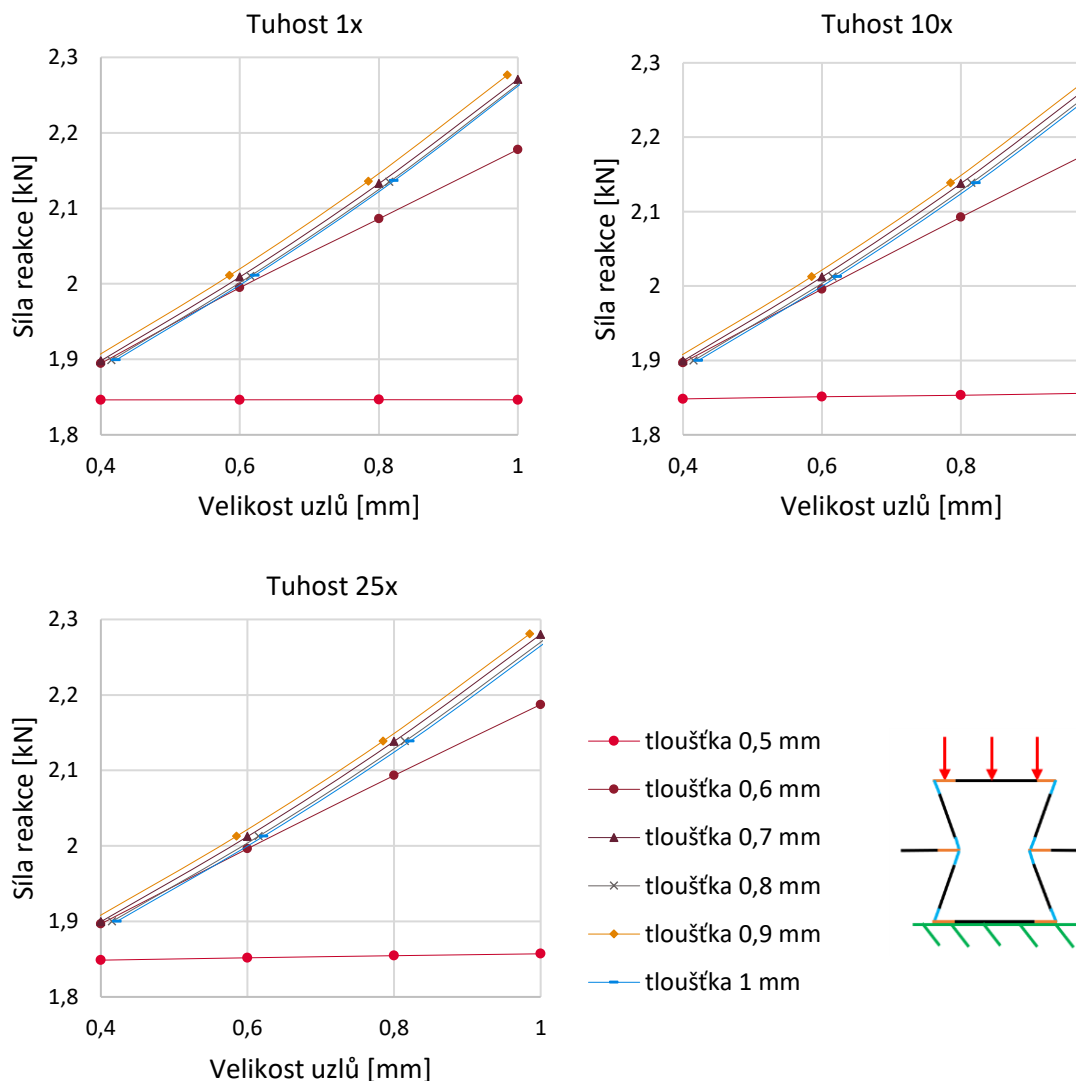 Tuhost 1x
2,3
2,2
2,1
2
1,9
1,8
0,4 0,6 0,8 1
Síla reakce [kN]
Velikost uzlů [mm]
Tuhost 10x
2,3
2,2
2,1
2
1,9
1,8
0,4 0,6 0,8
Síla reakce [kN]
Velikost uzlů [mm]
Tuhost 25x
2,3
2,2
2,1
2
1,9
1,8
0,4 0,6 0,8 1
Síla reakce [kN]
Velikost uzlů [mm]
tloušťka 0,5 mm
tloušťka 0,6 mm
tloušťka 0,7 mm
tloušťka 0,8 mm
tloušťka 0,9 mm
tloušťka 1 mm